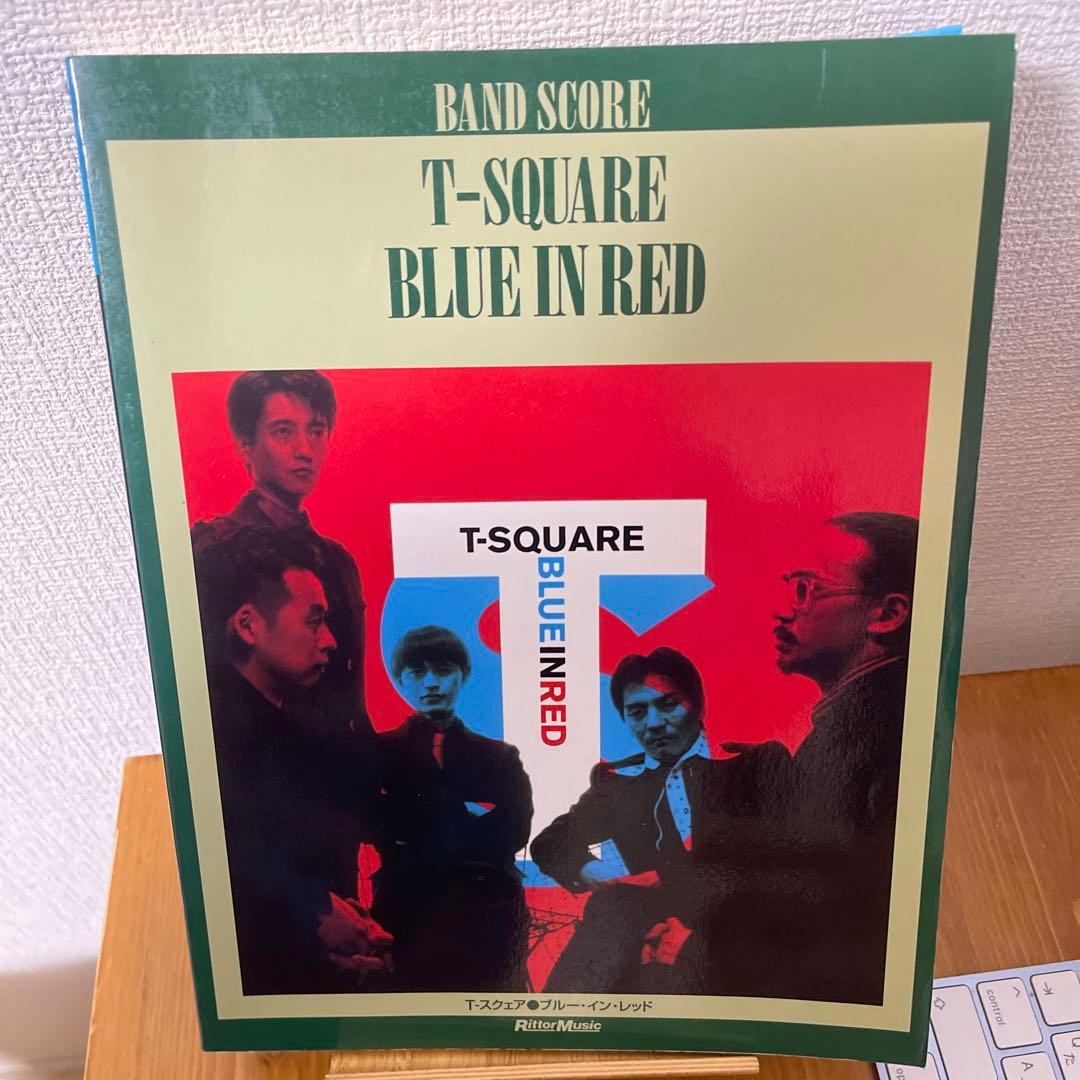 BAND SCORE
T-SQUARE
BLUE IN RED
T-SQUARE
BLUE IN RED
T-スクェア●ブルー・イン・レッド
RittorMusic
control
A
Q
た